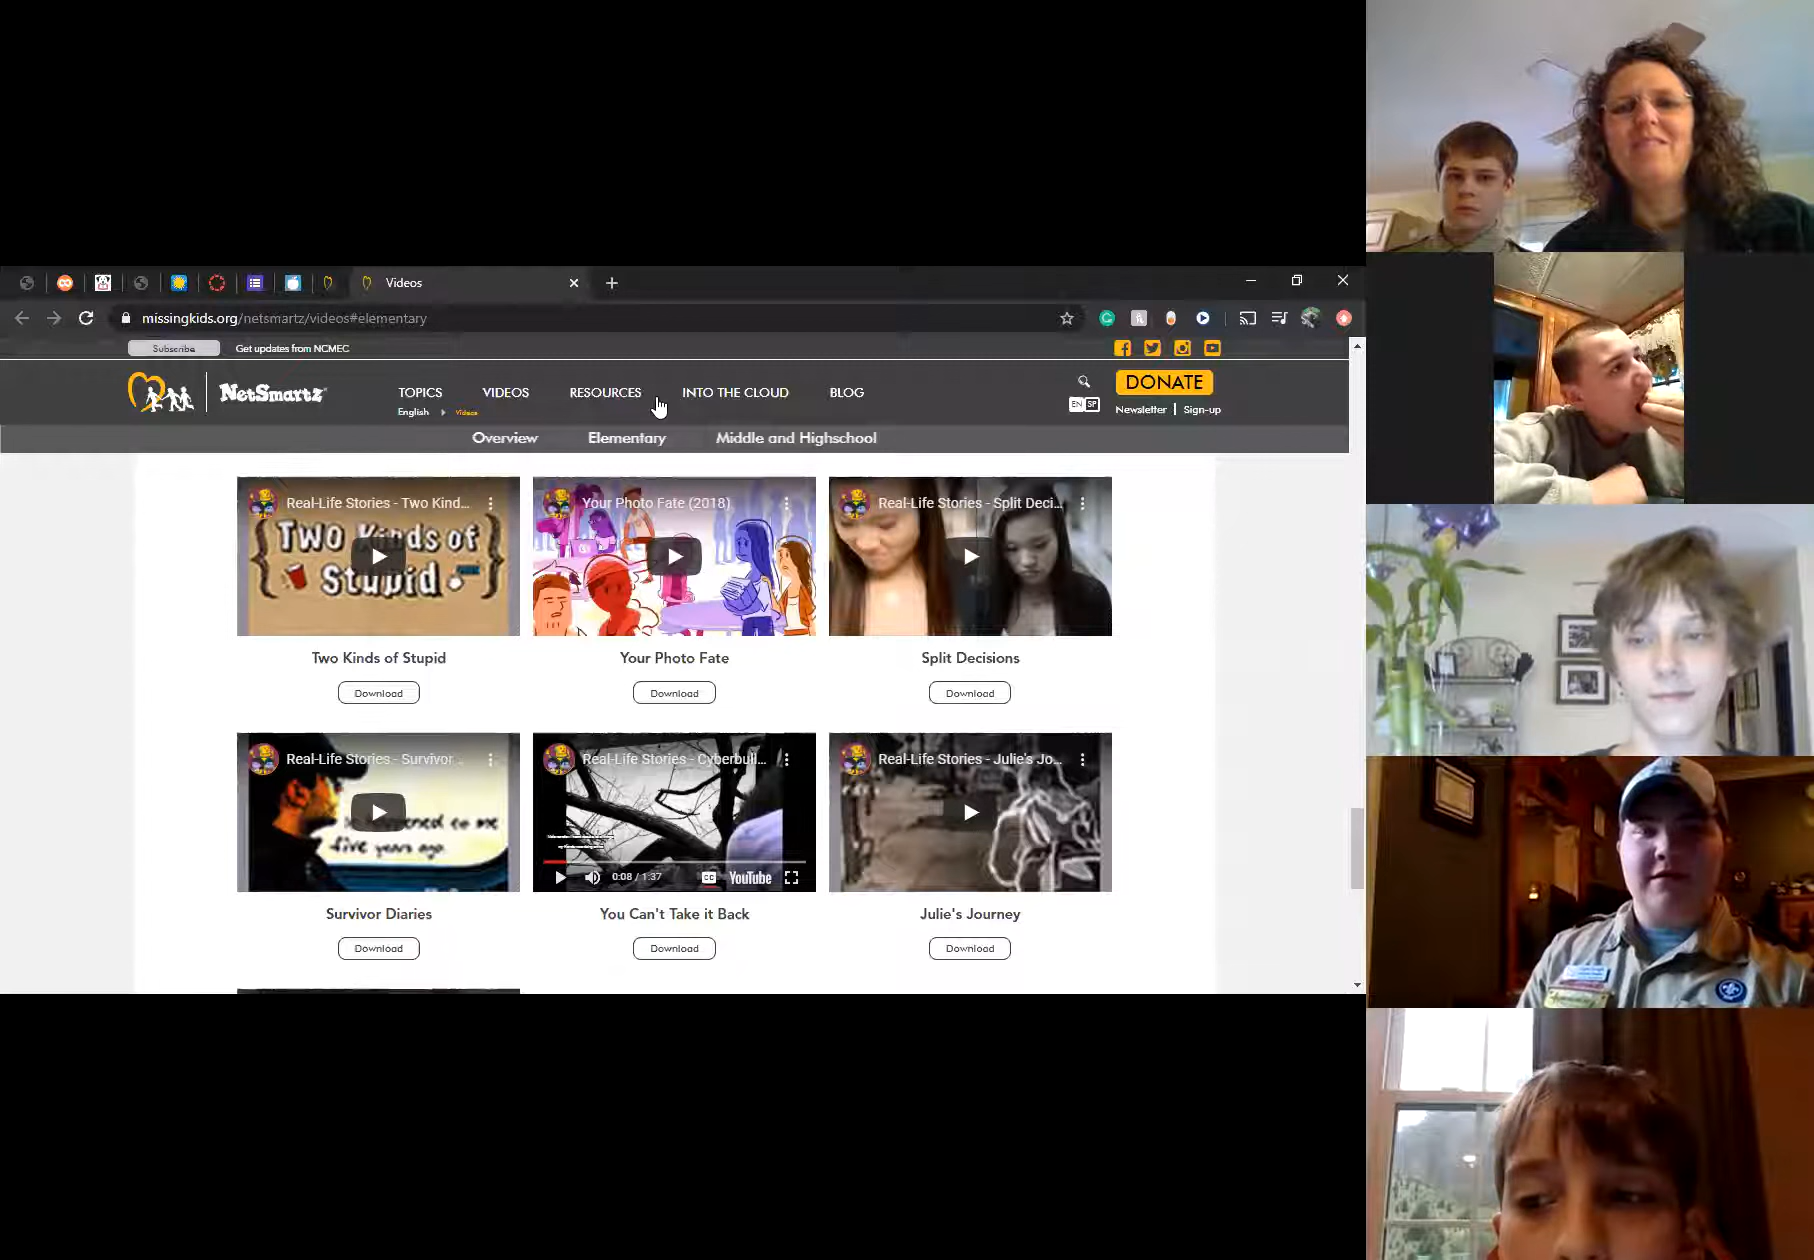 Videos
missingkids.org/netsmartz/videos#elementary
Subscribe
Get updates from NCMEC
NetSmartz
TOPICS
VIDEOS
RESOURCES
INTO THE CLOUD
BLOG
DONATE
English
Videos
EN SP
Newsletter | Sign-up
Overview
Elementary
Middle and Highschool
Real-Life Stories - Two Kind...
Your Photo Fate (2018)
Real-Life Stories - Split Deci...
Two Kinds of
Stupid
Two Kinds of Stupid
Your Photo Fate
Split Decisions
Download
Download
Download
Real-Life Stories - Survivor ...
Real-Life Stories - Cyberbull...
Real-Life Stories - Julie's Jo...
to me
five years ago.
0:08 / 1:37
CC
YouTube
Survivor Diaries
You Can't Take it Back
Julie's Journey
Download
Download
Download